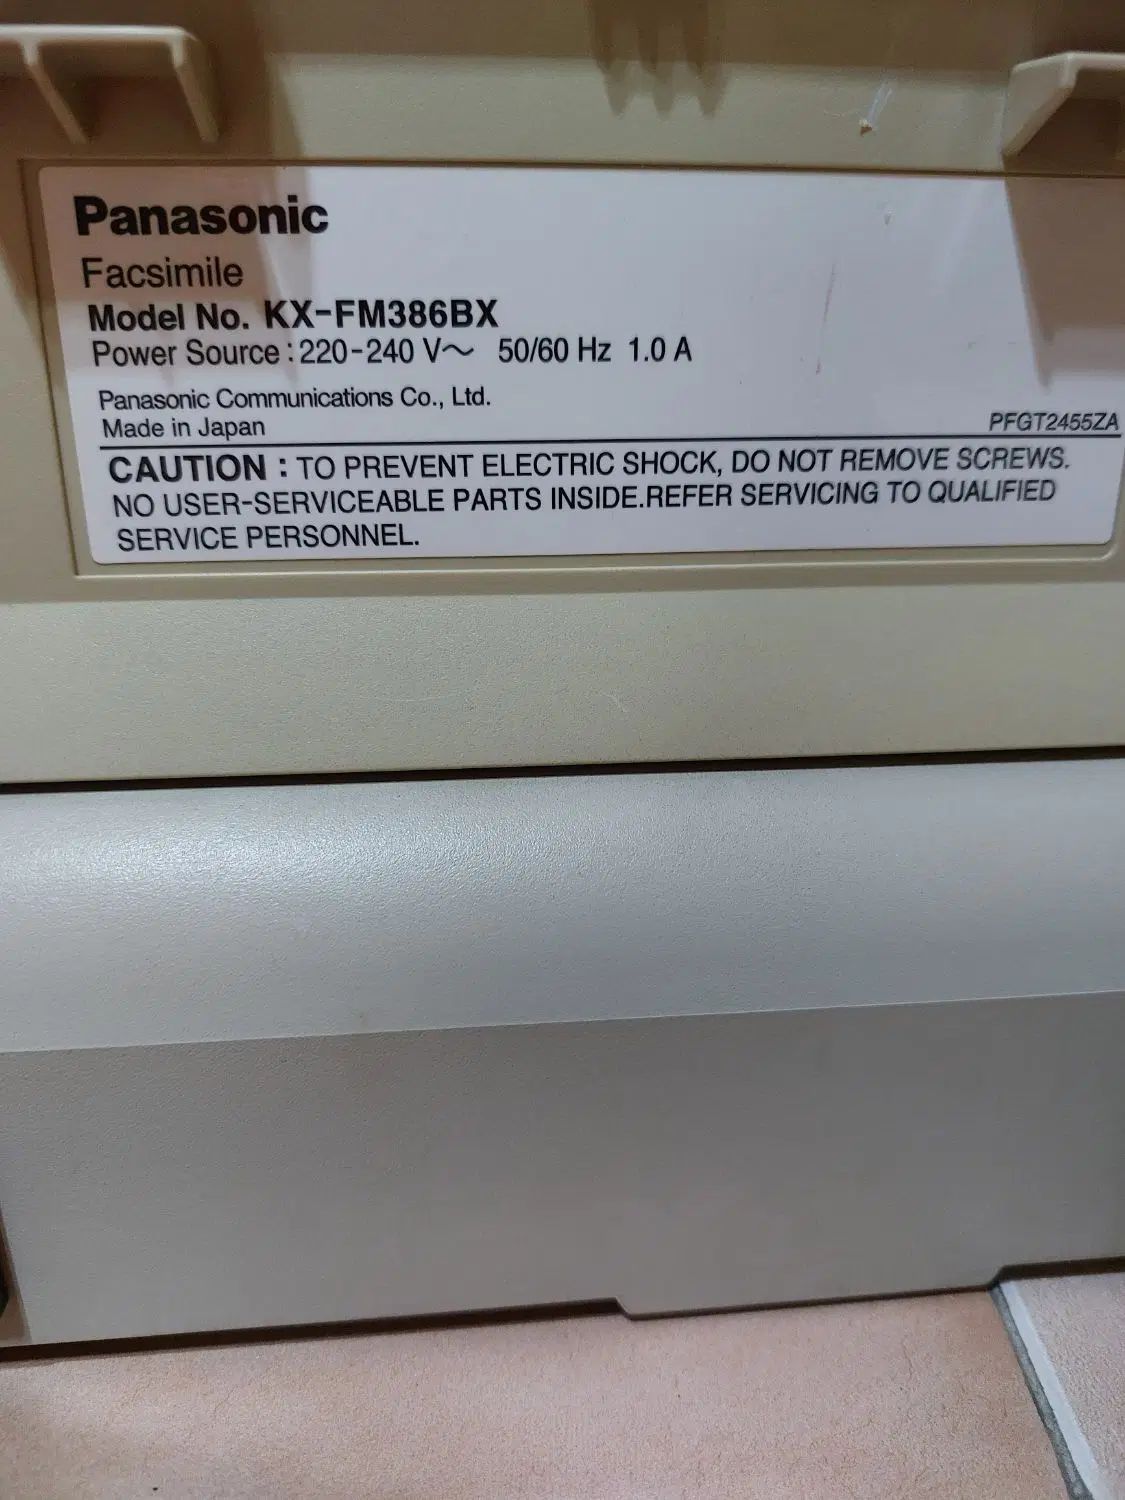 Panasonic
Facsimile
Model No. KX-FM386BX
Power Source : 220-240 V～ 50/60 Hz 1.0 A
Panasonic Communications Co., Ltd.
Made in Japan
PFGT2455ZA
CAUTION : TO PREVENT ELECTRIC SHOCK, DO NOT REMOVE SCREWS.
NO USER-SERVICEABLE PARTS INSIDE.REFER SERVICING TO QUALIFIED
SERVICE PERSONNEL.